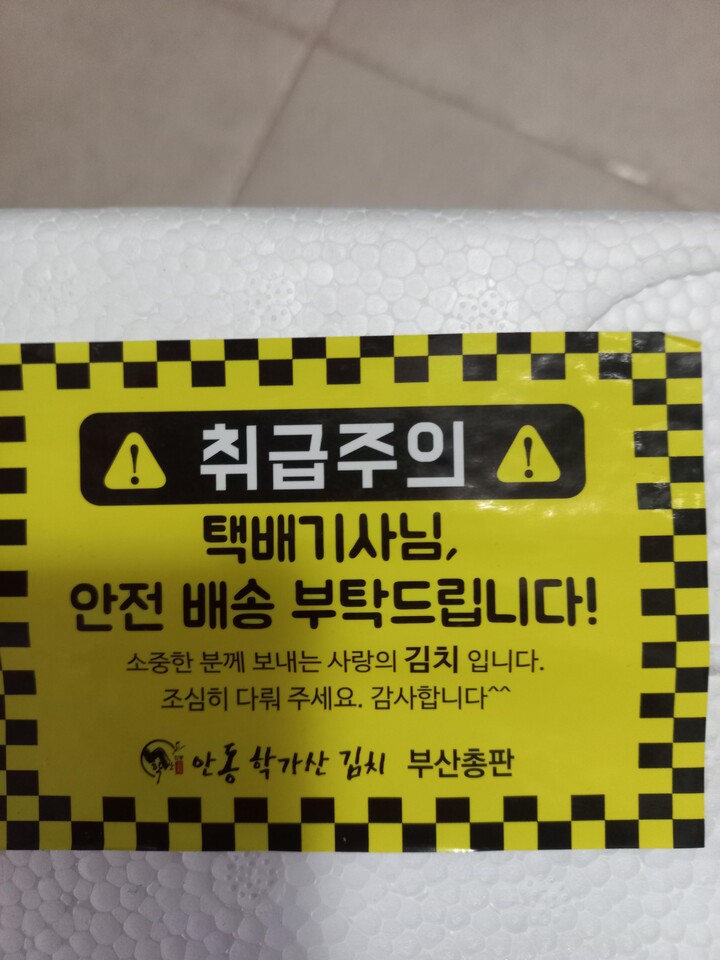 취급주의
택배기사님,
안전 배송 부탁드립니다!
소중한 분께 보내는 사랑의 김치 입니다.
조심히 다뤄 주세요. 감사합니다^^
안동 학가산 김치 부산총판